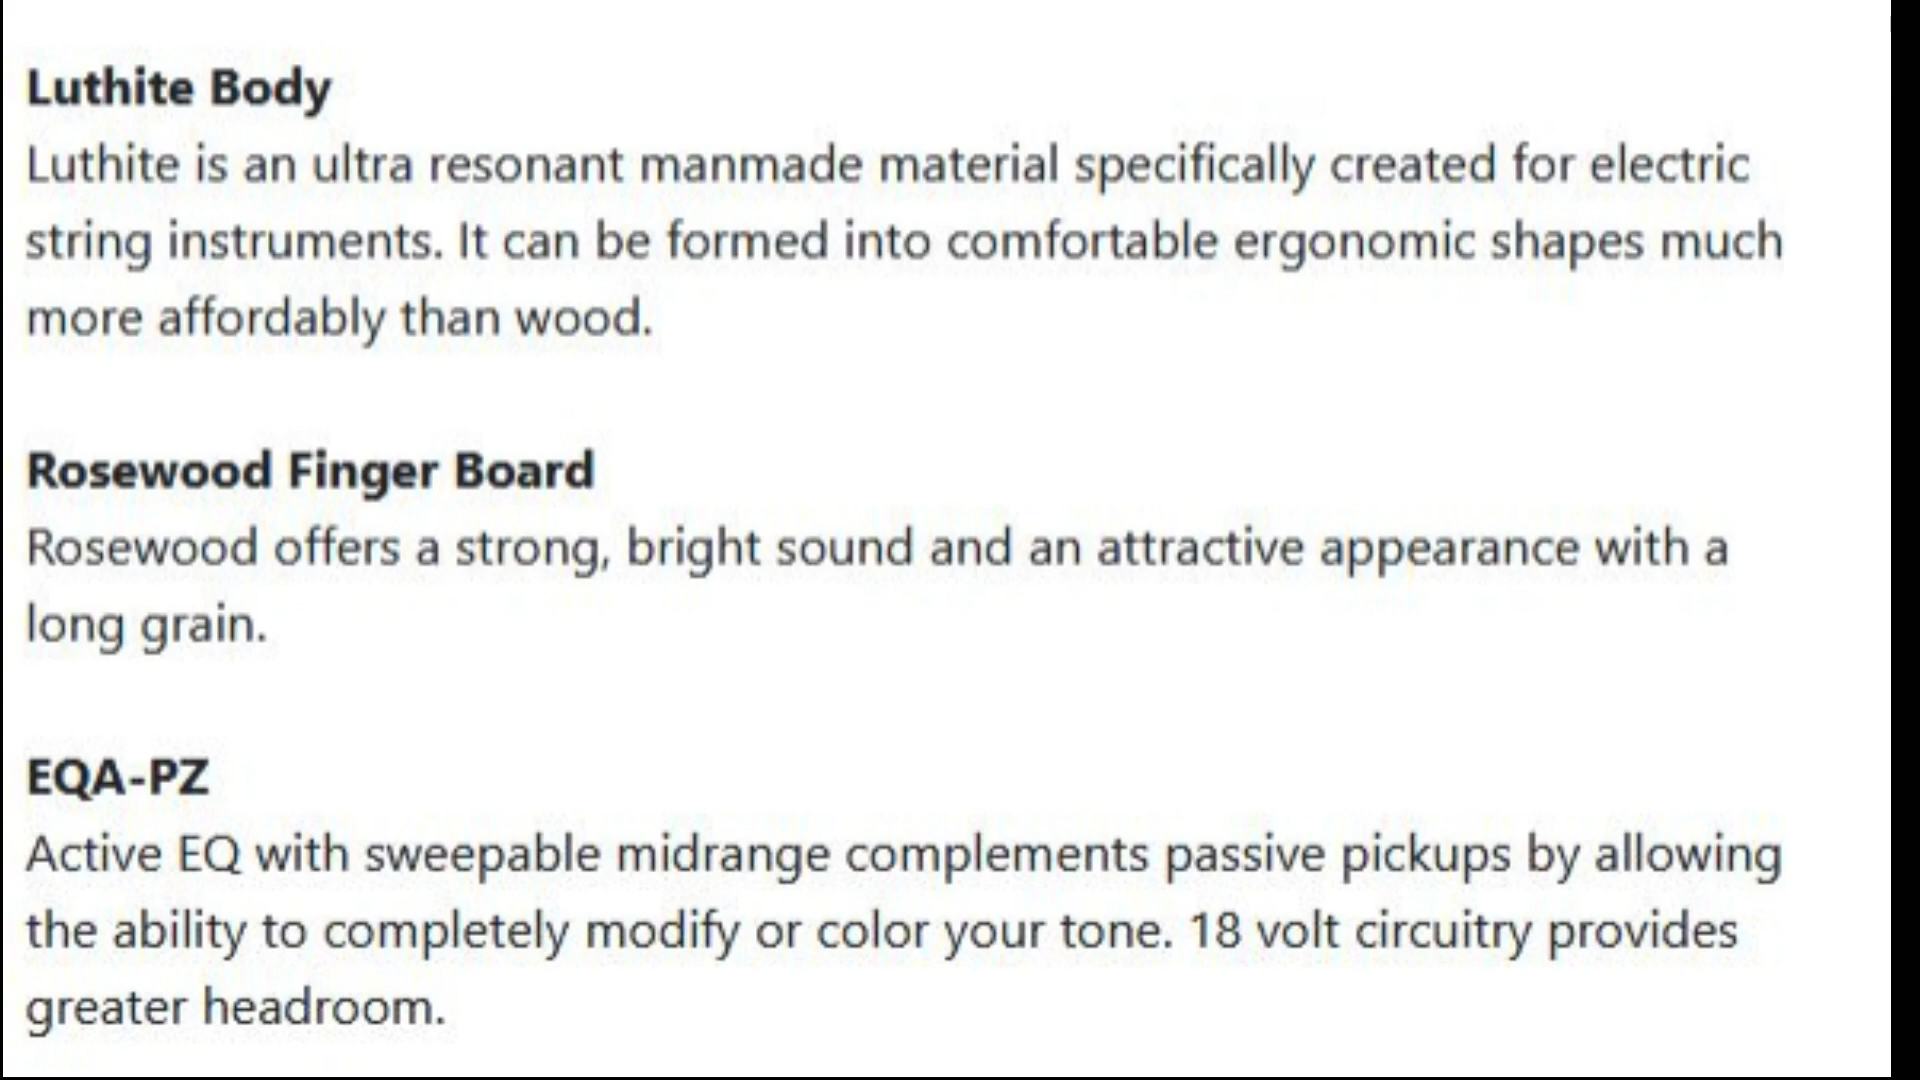 Luthite Body
Luthite is an ultra resonant manmade material specifically created for electric
string instruments. It can be formed into comfortable ergonomic shapes much
more affordably than wood.
Rosewood Finger Board
Rosewood offers a strong, bright sound and an attractive appearance with a
long grain.
EQA-PZ
Active EQ with sweepable midrange complements passive pickups by allowing
the ability to completely modify or color your tone. 18 volt circuitry provides
greater headroom.